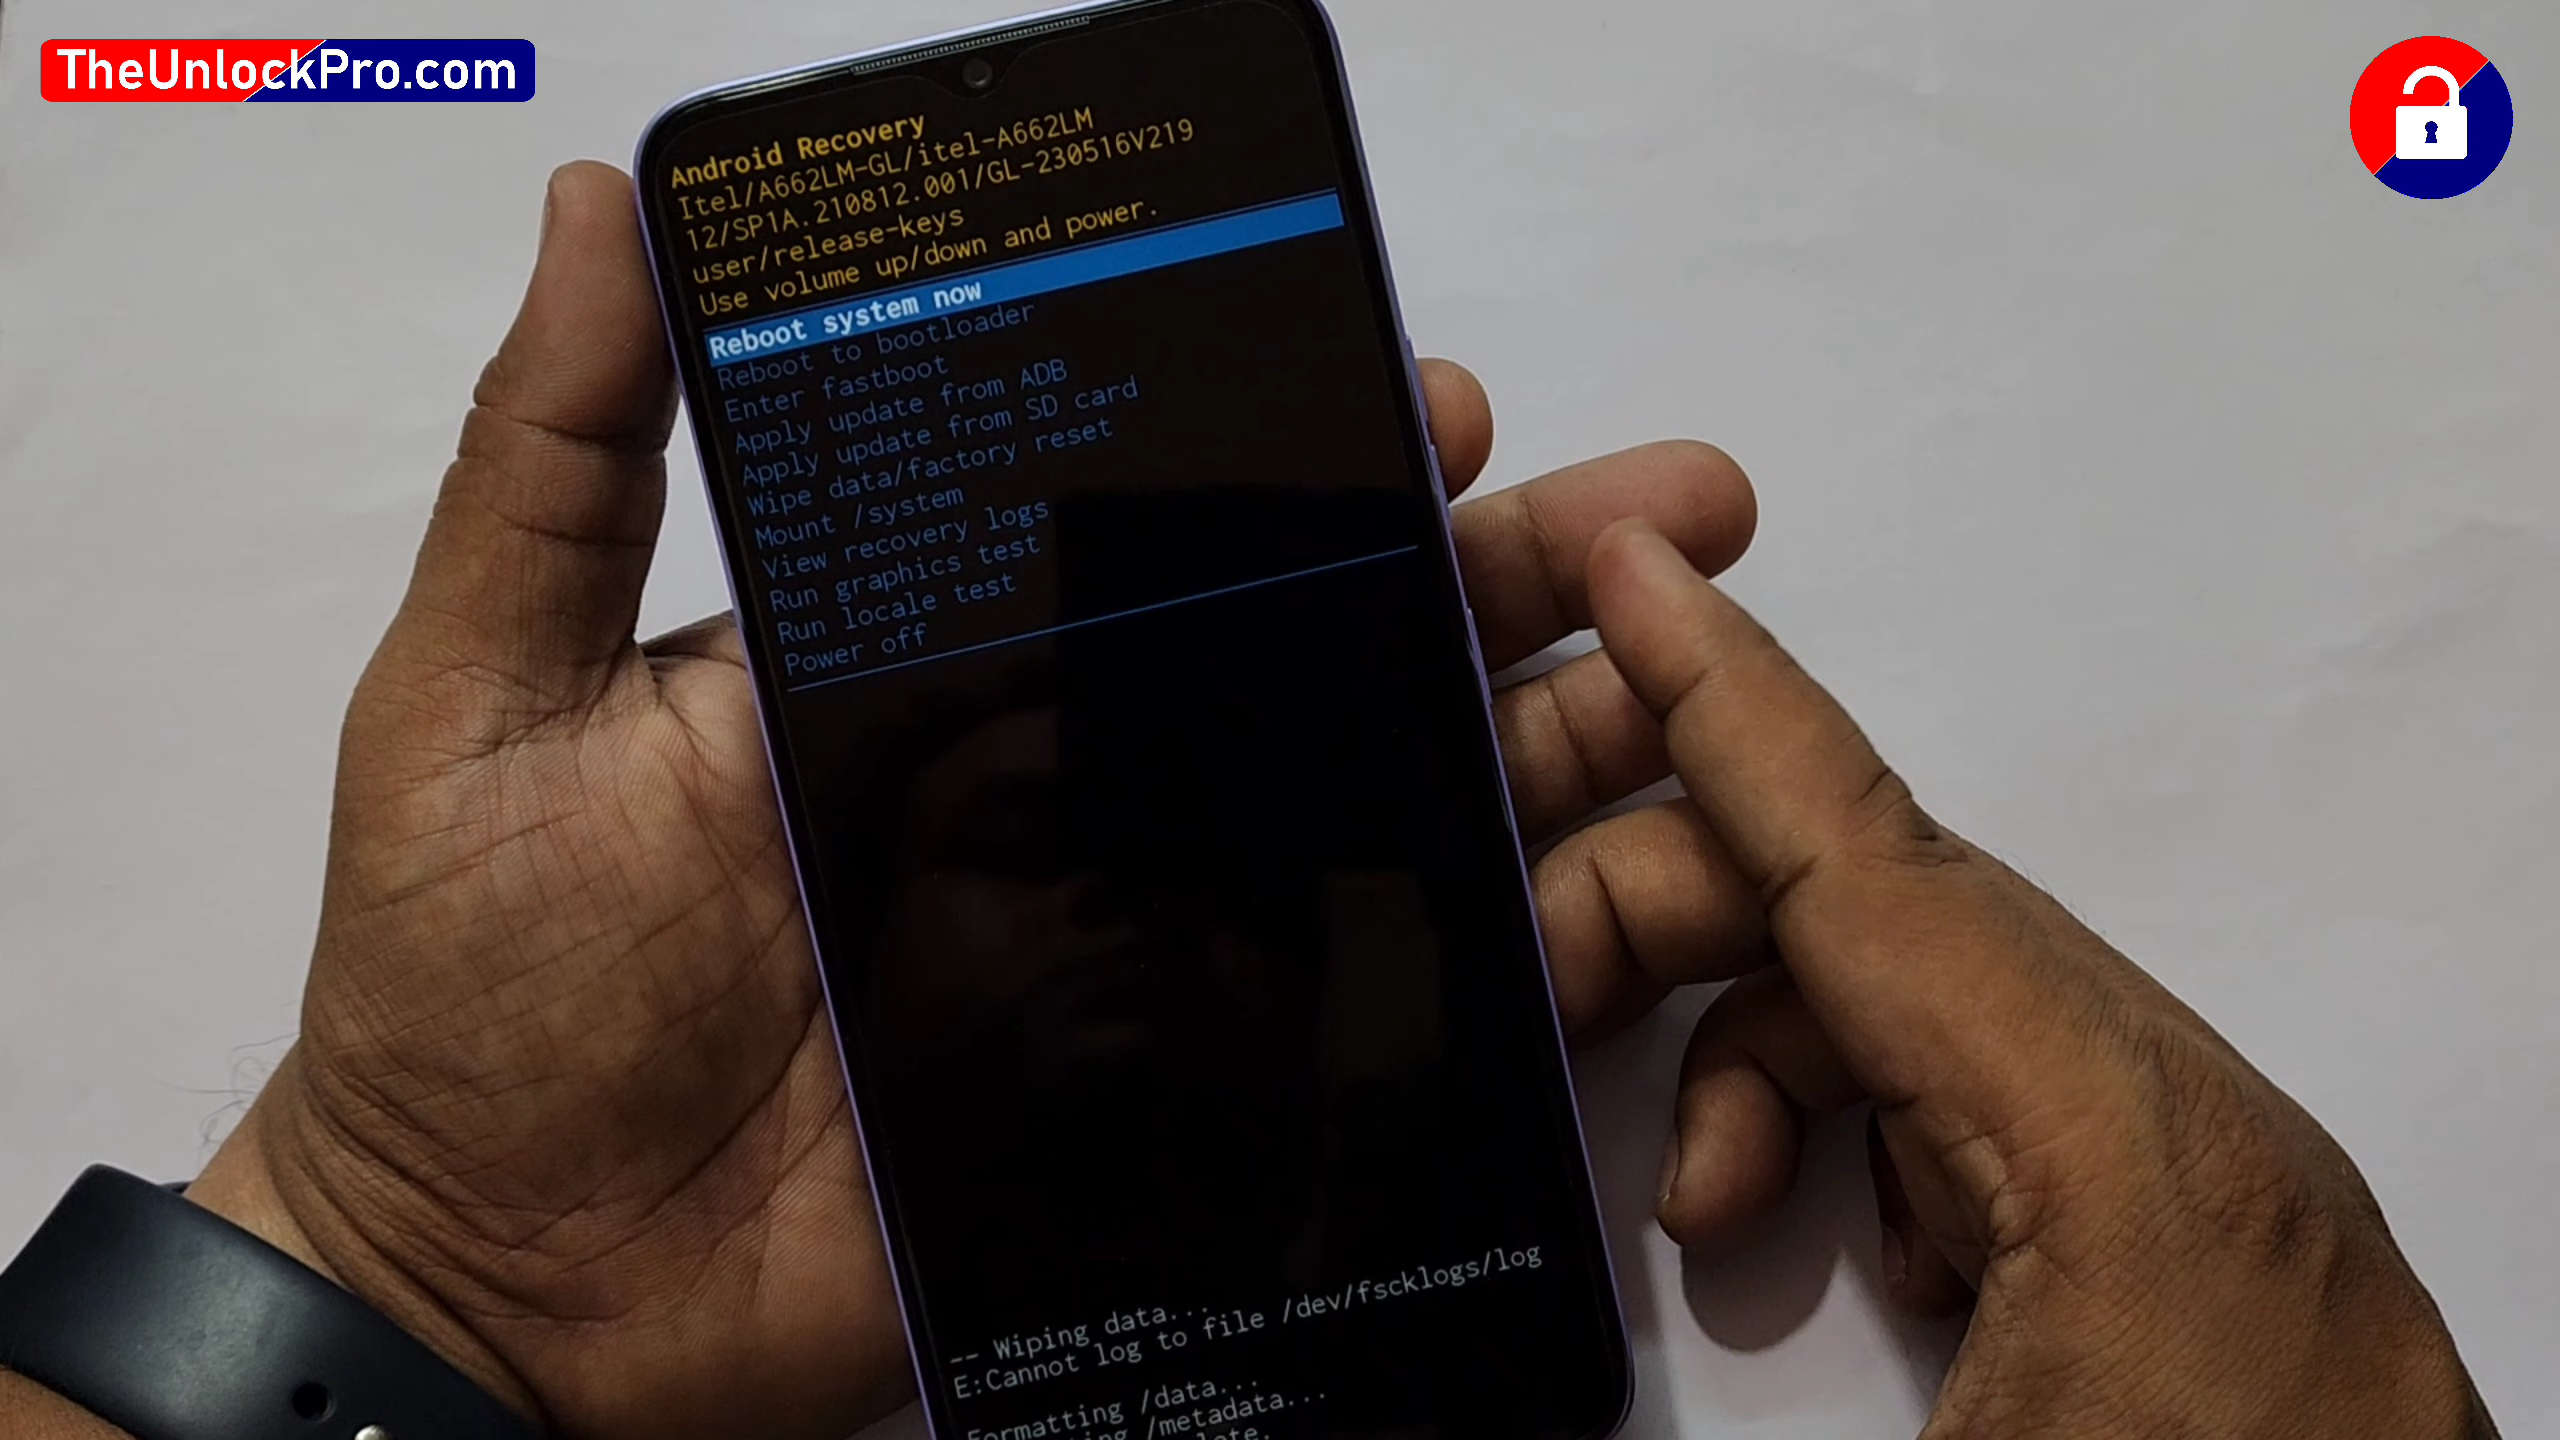 TheUnlockPro.com
Android Recovery
Itel/A662LM-GL/itel-A662LM
12/SP1A.210812.001/GL-230516V219
user/release-keys
Use volume up/down and power.
Reboot system now
Reboot to bootloader
Enter fastboot
Apply update from ADB
Apply update from SD card
Wipe data/factory reset
Mount /system
View recovery logs
Run graphics test
Run locale test
Power off
-- Wiping data...
E:Cannot log to file /dev/fscklogs/log
Formatting /data...
/metadata...